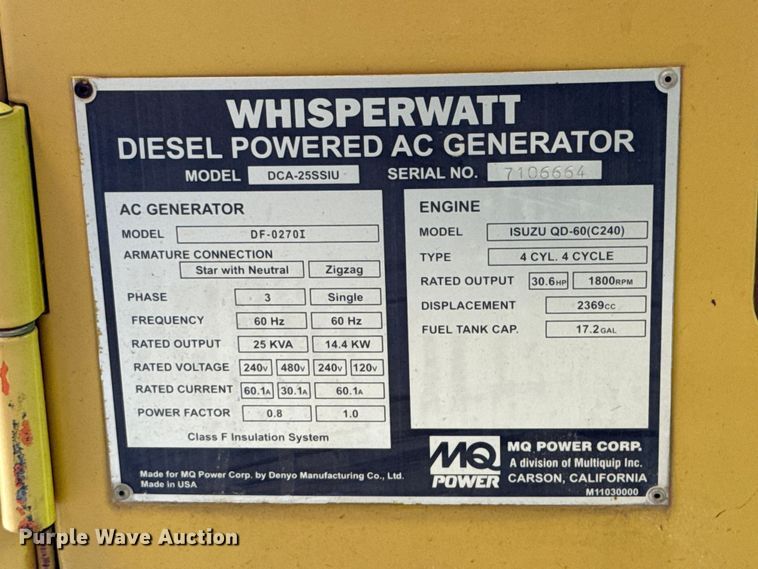 WHISPERWATT
DIESEL POWERED AC GENERATOR
MODEL DCA-25SSIU SERIAL NO. 7106664
AC GENERATOR
MODEL DF-0270I
ARMATURE CONNECTION
Star with Neutral Zigzag
PHASE 3 Single
FREQUENCY 60 Hz 60 Hz
RATED OUTPUT 25 KVA 14.4 KW
RATED VOLTAGE 240V 480V 240V 120V
RATED CURRENT 60.1A 30.1A 60.1A
POWER FACTOR 0.8 1.0
Class F Insulation System
ENGINE
MODEL ISUZU QD-60(C240)
TYPE 4 CYL. 4 CYCLE
RATED OUTPUT 30.6HP 1800RPM
DISPLACEMENT 2369CC
FUEL TANK CAP. 17.2GAL
Made for MQ Power Corp. by Denyo Manufacturing Co., Ltd.
Made in USA
MQ
POWER
MQ POWER CORP.
A division of Multiquip Inc.
CARSON, CALIFORNIA
M11030000
Purple Wave Auction